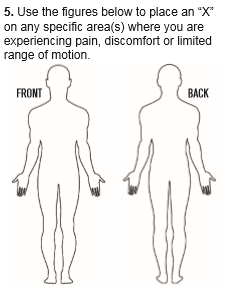 5. Use the figures below to place an “X”
on any specific area(s) where you are
experiencing pain, discomfort or limited
range of motion.
FRONT
BACK